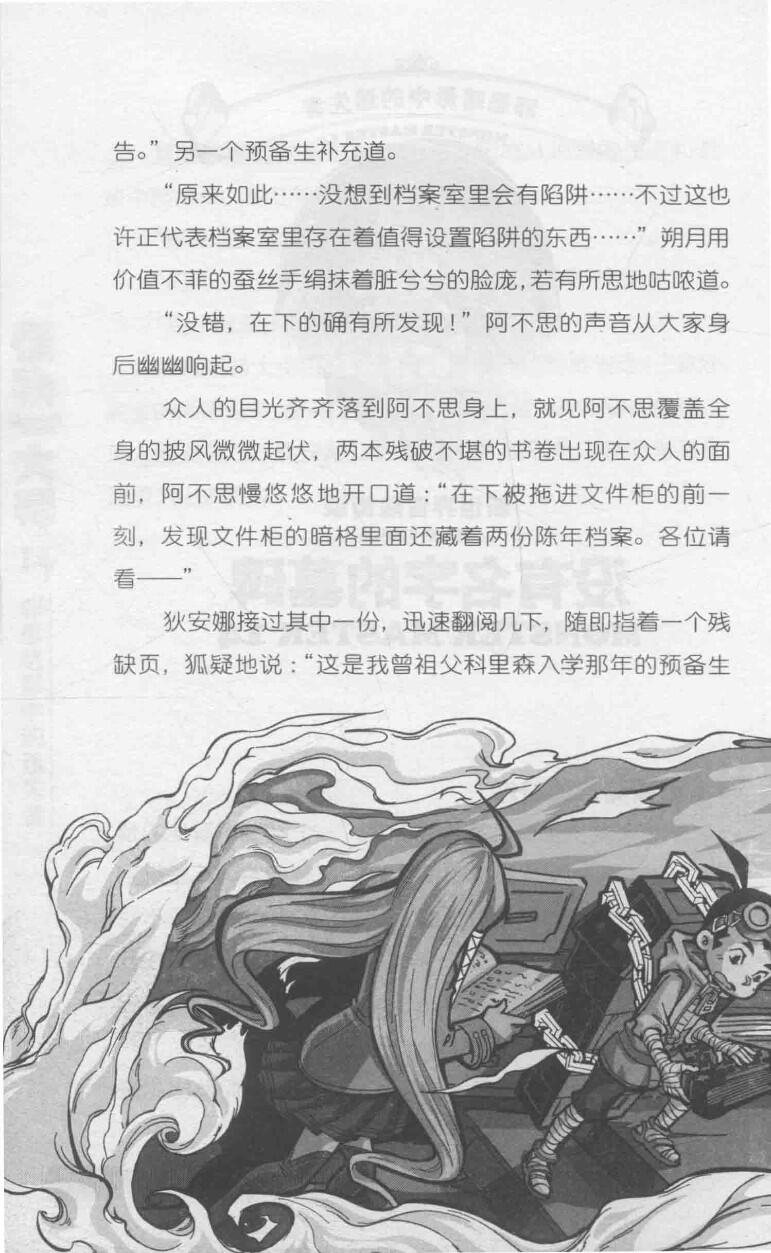 告。”另一个预备生补充道。
“原来如此……没想到档案室里会有陷阱……不过这也
许正代表档案室里存在着值得设置陷阱的东西……”朔月用
价值不菲的蚕丝手绢抹着脏兮兮的脸庞，若有所思地咕哝道。
“没错，在下的确有所发现！”阿不思的声音从大家身
后幽幽响起。
众人的目光齐齐落到阿不思身上，就见阿不思覆盖全
身的披风微微起伏，两本残破不堪的书卷出现在众人的面
前，阿不思慢悠悠地开口道：“在下被拖进文件柜的前一
刻，发现文件柜的暗格里面还藏着两份陈年档案。各位请
看——”
狄安娜接过其中一份，迅速翻阅几下，随即指着一个残
缺页，狐疑地说：“这是我曾祖父科里森入学那年的预备生